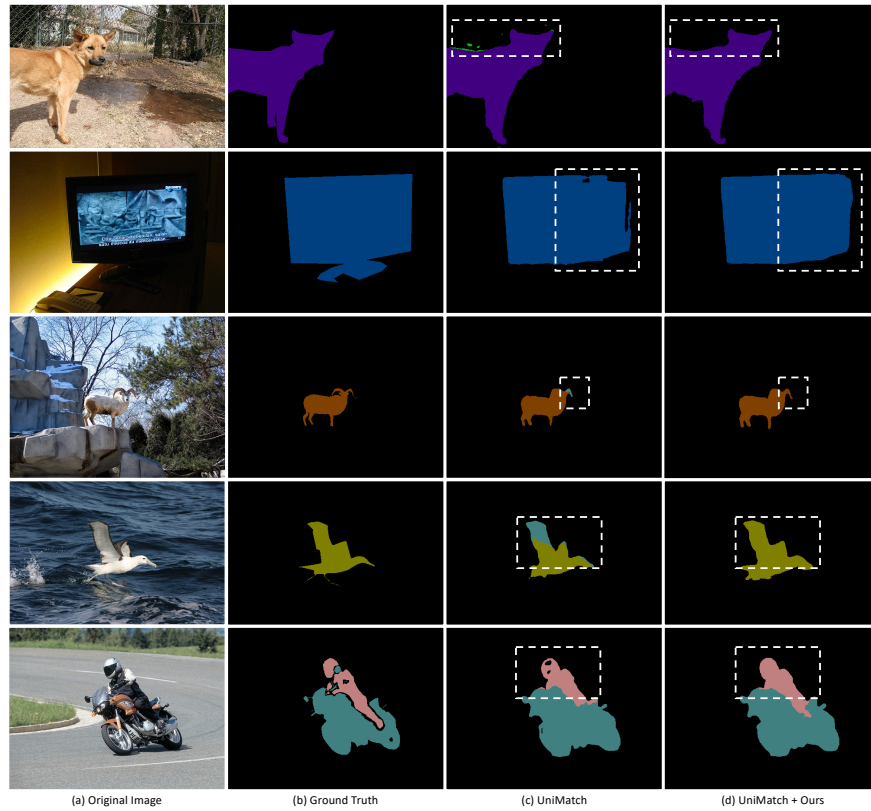 (a) Original Image
(b) Ground Truth
(c) UniMatch
(d) UniMatch + Ours